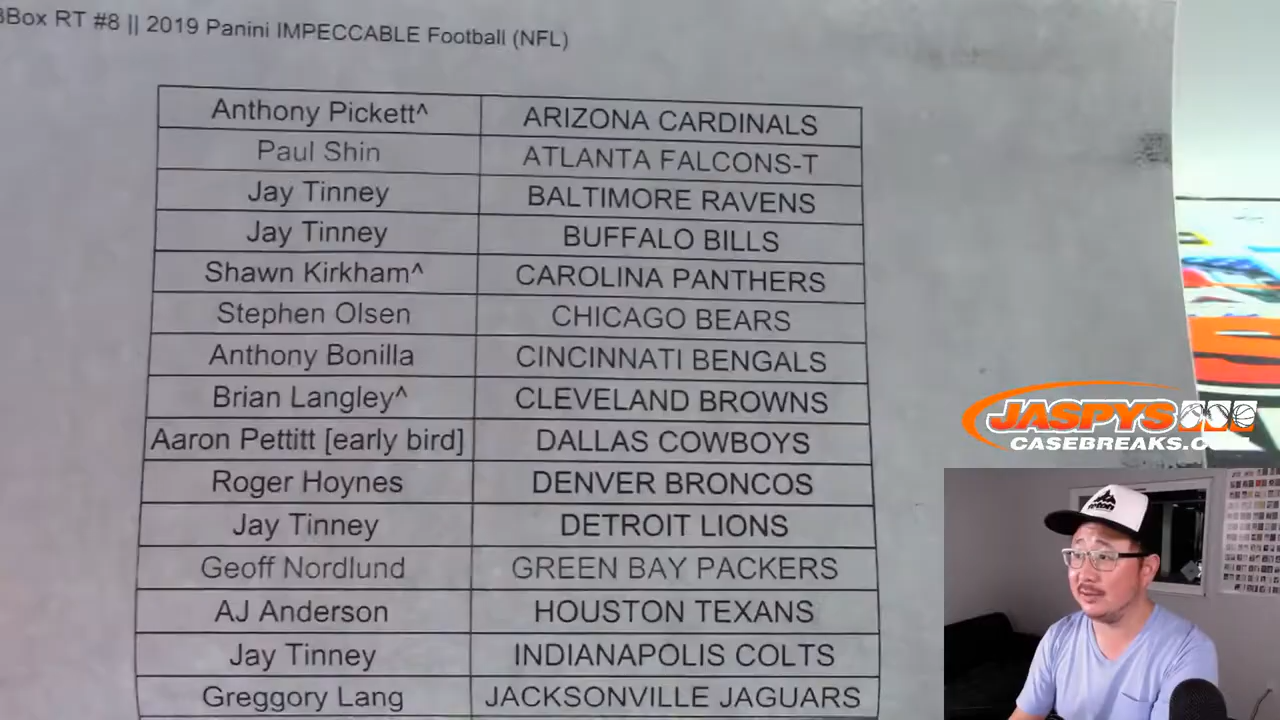 BBox RT #8 || 2019 Panini IMPECCABLE Football (NFL)
Anthony Pickett^ ARIZONA CARDINALS
Paul Shin ATLANTA FALCONS-T
Jay Tinney BALTIMORE RAVENS
Jay Tinney BUFFALO BILLS
Shawn Kirkham^ CAROLINA PANTHERS
Stephen Olsen CHICAGO BEARS
Anthony Bonilla CINCINNATI BENGALS
Brian Langley^ CLEVELAND BROWNS
Aaron Pettitt [early bird] DALLAS COWBOYS
Roger Hoynes DENVER BRONCOS
Jay Tinney DETROIT LIONS
Geoff Nordlund GREEN BAY PACKERS
AJ Anderson HOUSTON TEXANS
Jay Tinney INDIANAPOLIS COLTS
Greggory Lang JACKSONVILLE JAGUARS
JASPYS
CASEBREAKS.C